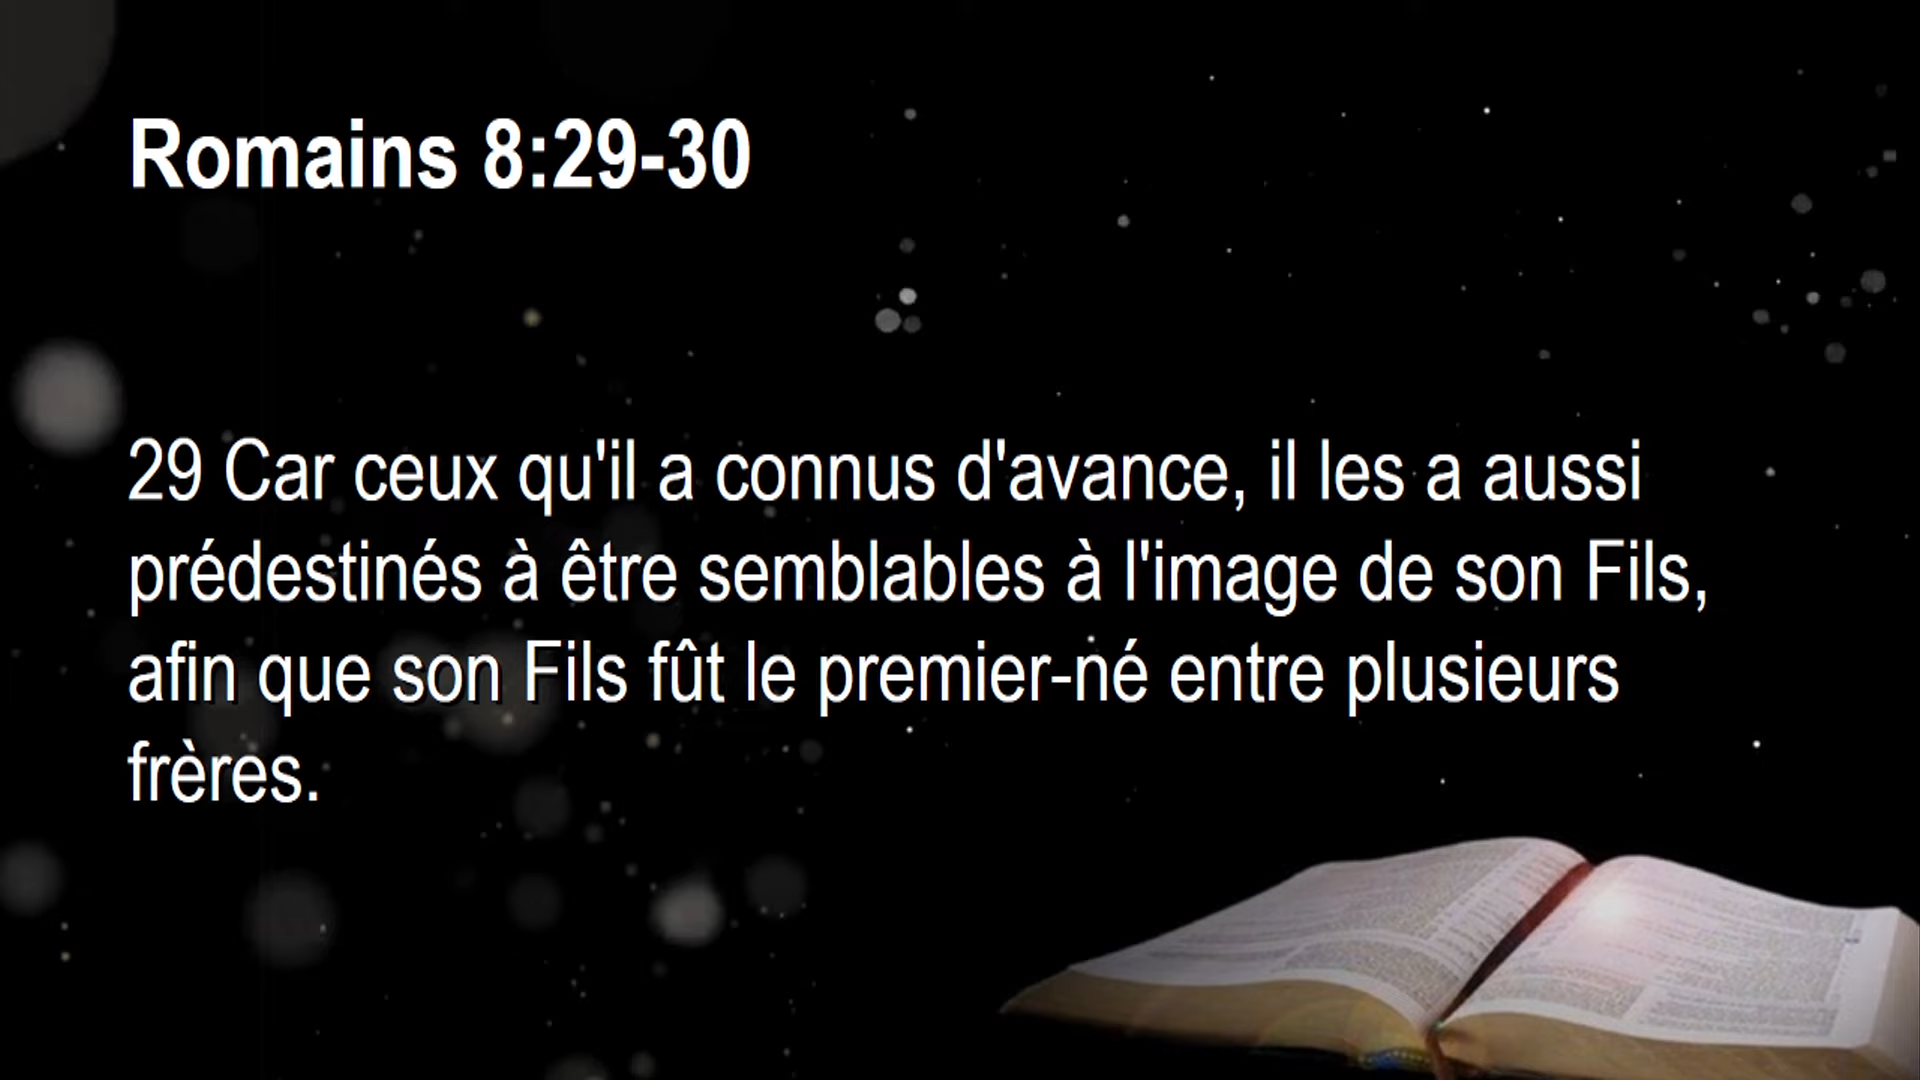 Romains 8:29-30
29 Car ceux qu'il a connus d'avance, il les a aussi
prédestinés à être semblables à l'image de son Fils,
afin que son Fils fût le premier-né entre plusieurs
frères.